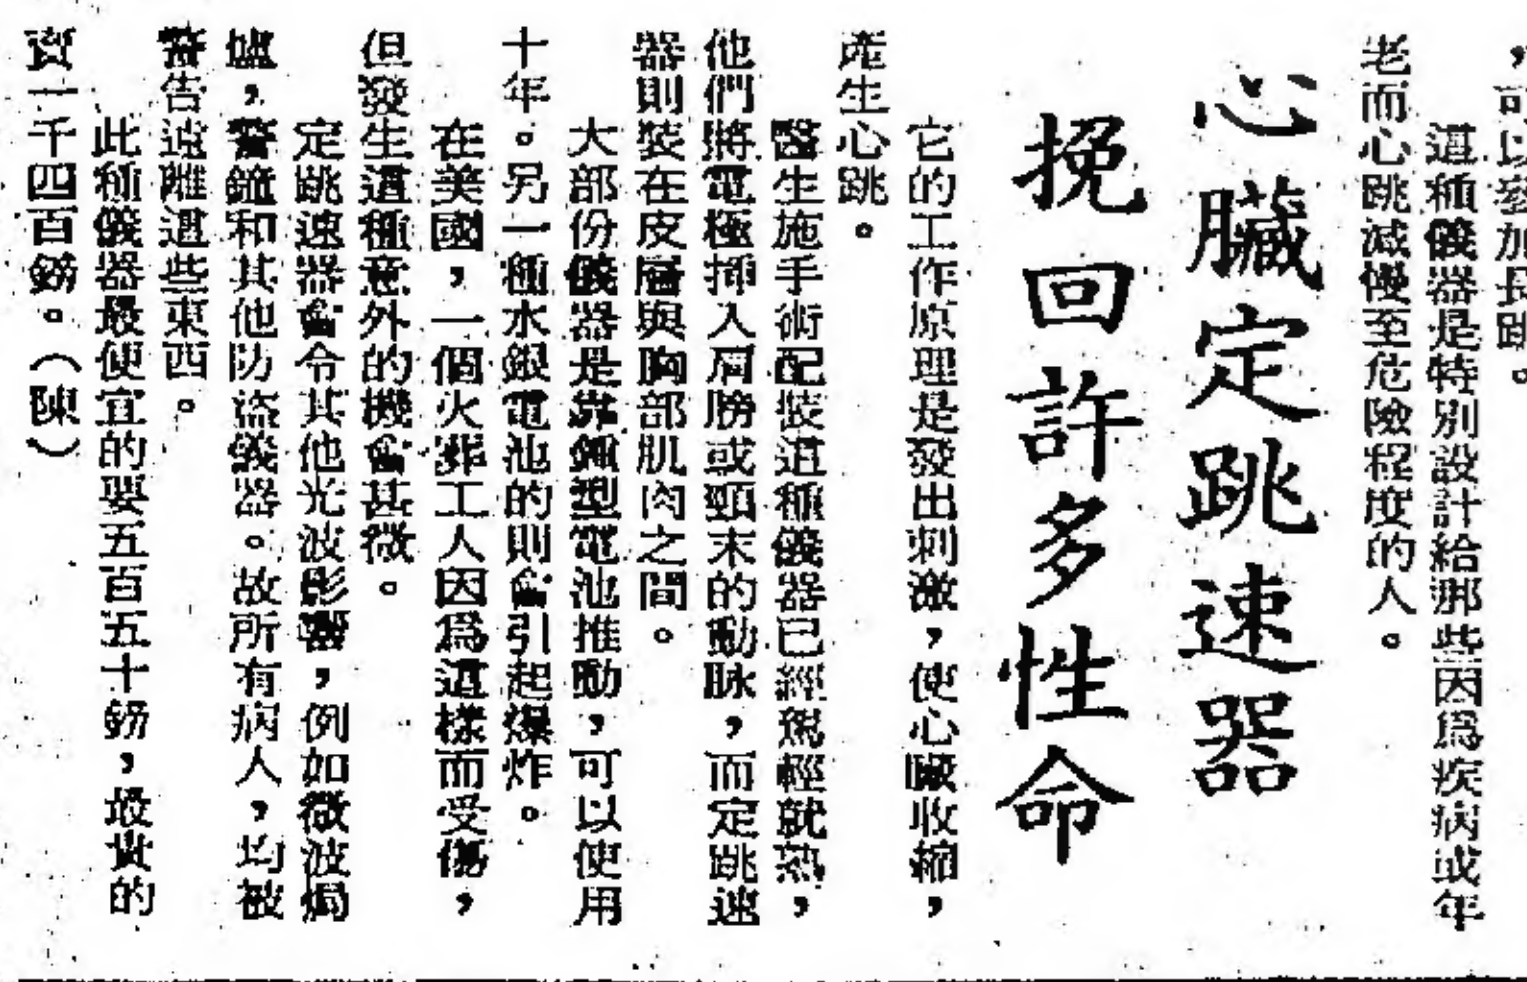 ，可以參加長跑。
這種儀器是特別設計給那些因爲疾病或年
老而心跳減慢至危險程度的人。
心臟定跳速器
挽回許多性命
它的工作原理是發出刺激，使心臟收縮，
產生心跳。
醫生施手術配裝這種儀器已經駕輕就熟，
他們將電極揷入肩膀或頸末的動脉，而定跳速
器則裝在皮層與胸部肌肉之間。
大部份儀器是靠鋰型電池推動，可以使用
十年。另一種水銀電池的則會引起爆炸。
在美國，一個火葬工人因爲這樣而受傷，
但發生這種意外的機會甚微。
定跳速器會令其他光波影響，例如微波焗
爐，警鐘和其他防盜儀器。故所有病人，均被
警告遠離這些東西。
此種儀器最便宜的要五百五十鎊，最貴的
賣一千四百鎊。（陳）